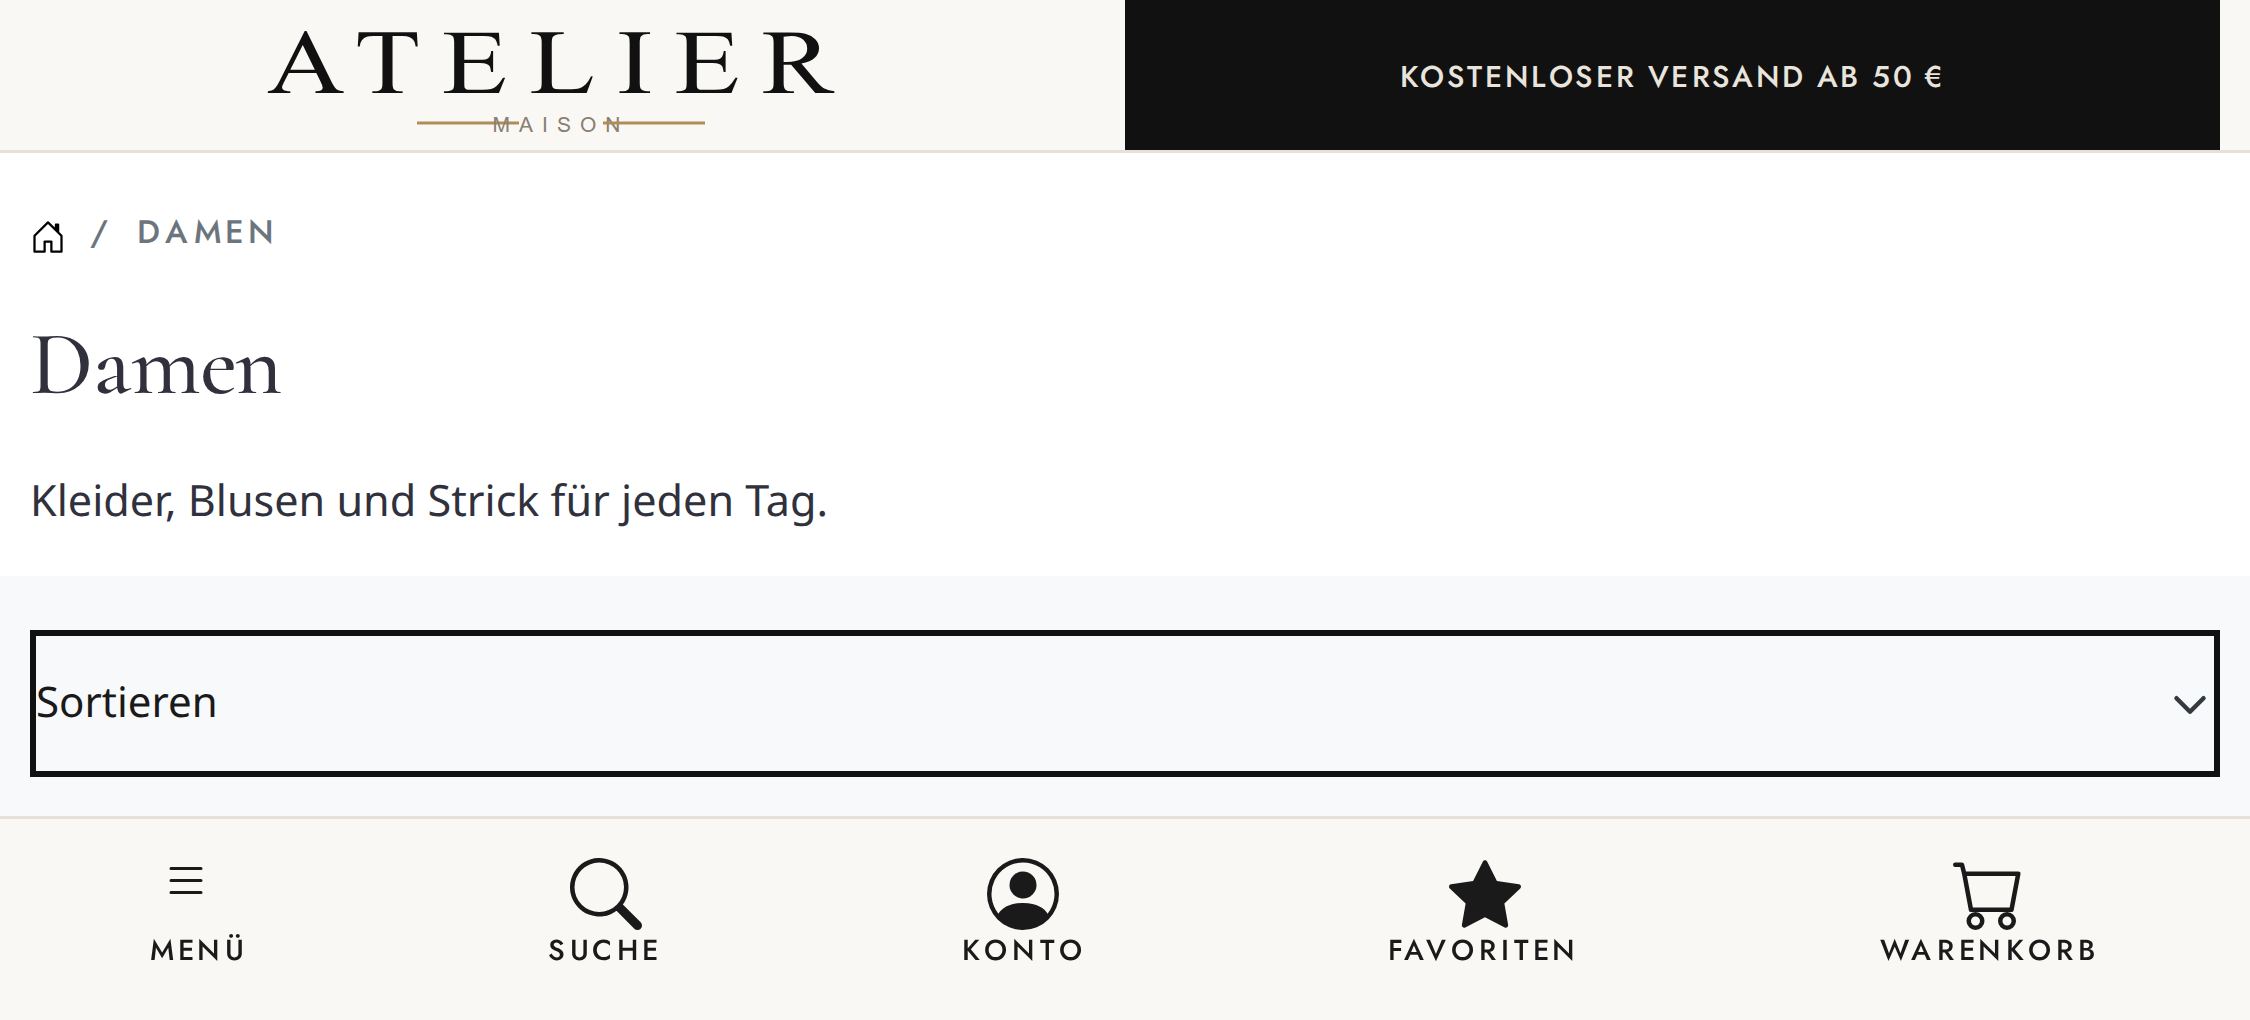 ATELIER
MAISON
KOSTENLOSER VERSAND AB 50 €
/ DAMEN
Damen
Kleider, Blusen und Strick für jeden Tag.
Sortieren
MENÜ
SUCHE
KONTO
FAVORITEN
WARENKORB